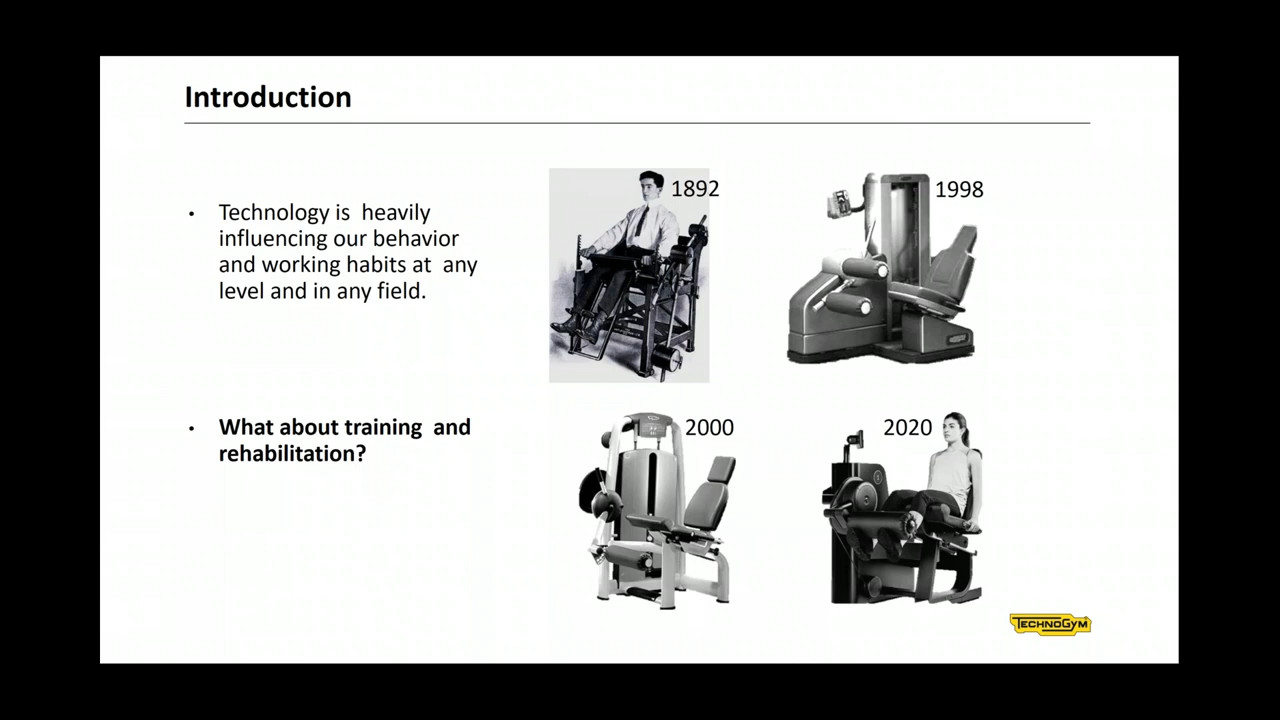 Introduction
• Technology is heavily
influencing our behavior
and working habits at any
level and in any field.
• What about training and
rehabilitation?
1892
1998
2000
2020
TECHNOGYM